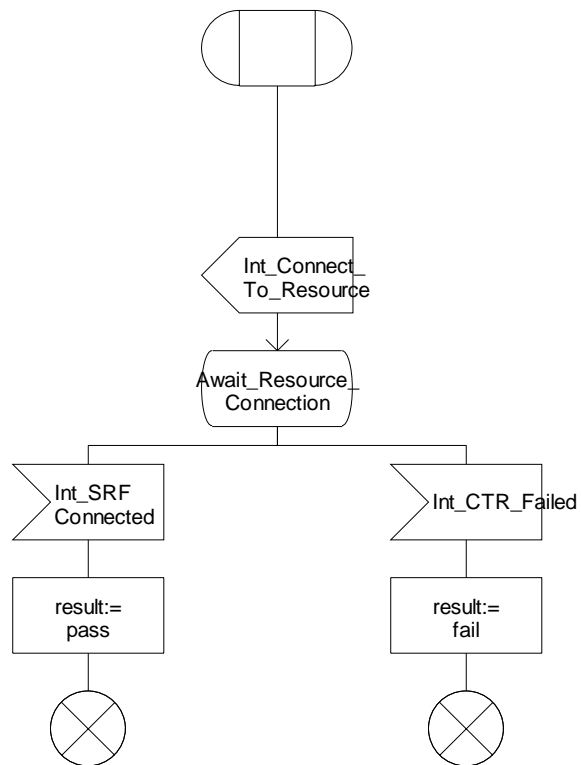 Int_Connect_
To_Resource
Await_Resource_
Connection
Int_SRF
Connected
Int_CTR_Failed
result:=
pass
result:=
fail